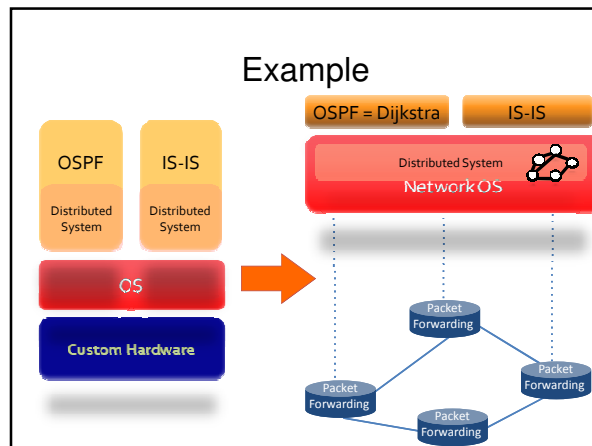 Example
OSPF
IS-IS
Distributed
System
Distributed
System
OS
Custom Hardware
OSPF = Dijkstra
IS-IS
Distributed System
Network OS
Packet
Forwarding
Packet
Forwarding
Packet
Forwarding
Packet
Forwarding